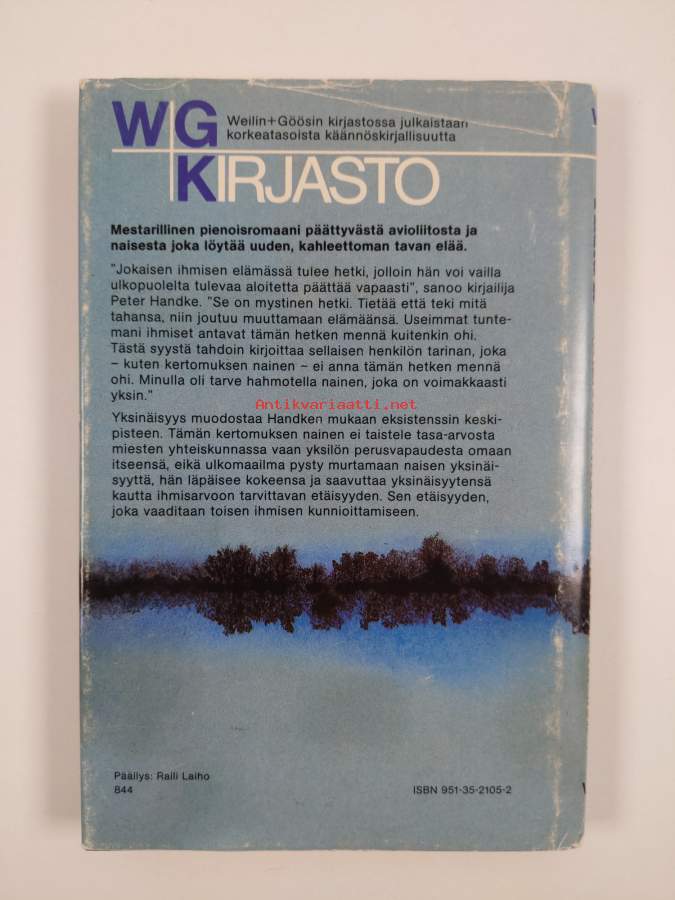 WG
Weilin+Göösin kirjastossa julkaistaan
korkeatasoista käännöskirjallisuutta
KIRJASTO
Mestarillinen pienoisromaani päättyvästä avioliitosta ja
naisesta joka löytää uuden, kahleettoman tavan elää.
"Jokaisen ihmisen elämässä tulee hetki, jolloin hän voi vailla
ulkopuolelta tulevaa aloitetta päättää vapaasti", sanoo kirjailija
Peter Handke. "Se on mystinen hetki. Tietää että teki mitä
tahansa, niin joutuu muuttamaan elämäänsä. Useimmat tunte-
mani ihmiset antavat tämän hetken mennä kuitenkin ohi.
Tästä syystä tahdoin kirjoittaa sellaisen henkilön tarinan, joka
– kuten kertomuksen nainen – ei anna tämän hetken mennä
ohi. Minulla oli tarve hahmotella nainen, joka on voimakkaasti
yksin."
Antikvariaatti.net
Yksinäisyys muodostaa Handken mukaan eksistenssin keski-
pisteen. Tämän kertomuksen nainen ei taistele tasa-arvosta
miesten yhteiskunnassa vaan yksilön perusvapaudesta omaan
itseensä, eikä ulkomaailma pysty murtamaan naisen yksinäi-
syyttä, hän läpäisee kokeensa ja saavuttaa yksinäisyytensä
kautta ihmisarvoon tarvittavan etäisyyden. Sen etäisyyden,
joka vaaditaan toisen ihmisen kunnioittamiseen.
Päällys: Raili Laiho
844
ISBN 951-35-2105-2